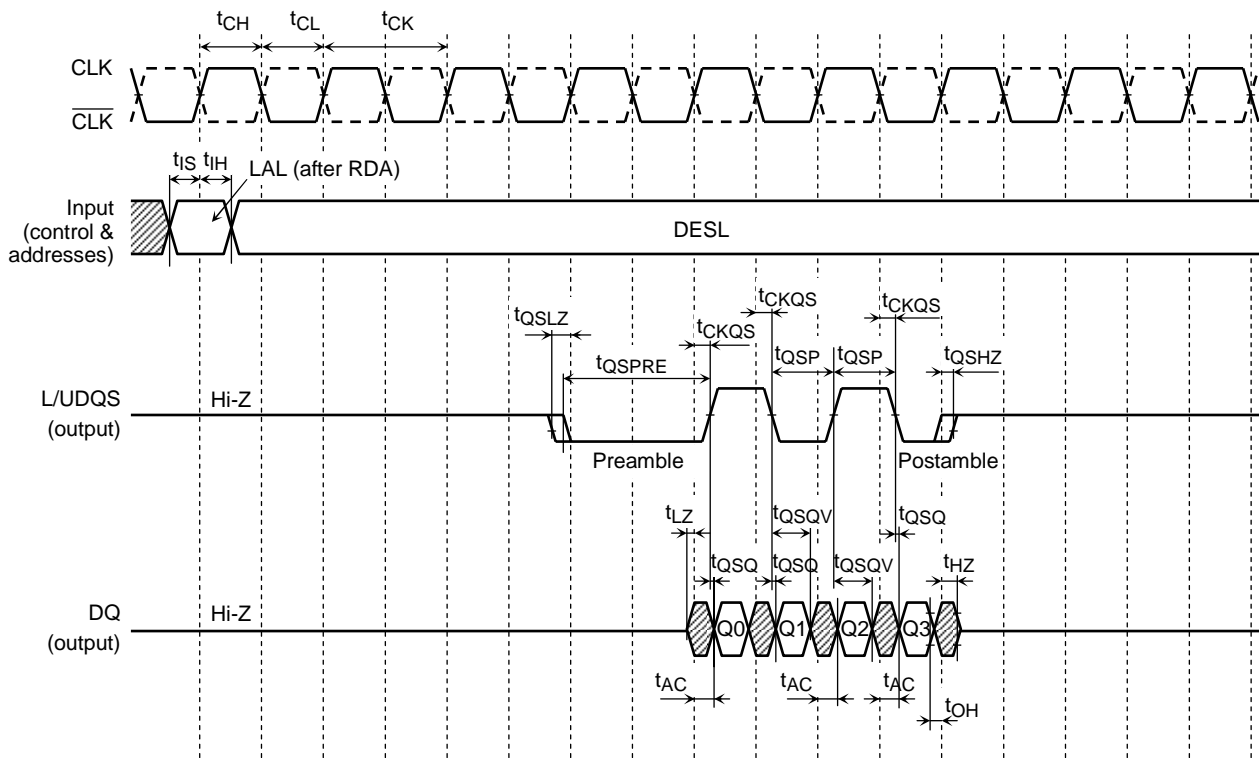 tCH tCL tCK
CLK
CLK
tIS tIH LAL (after RDA)
Input
(control &
addresses)
DESL
tCKQS tCKQS
tQSLZ tCKQS
tQSPRE tQSP tQSP tQSHZ
L/UDQS
(output)
Hi-Z
Preamble Postamble
tLZ tQSQV tQSQ
tQSQ tQSQ tQSQV tHZ
DQ
(output)
Hi-Z
Q0 Q1 Q2 Q3
tAC tAC tAC
tOH